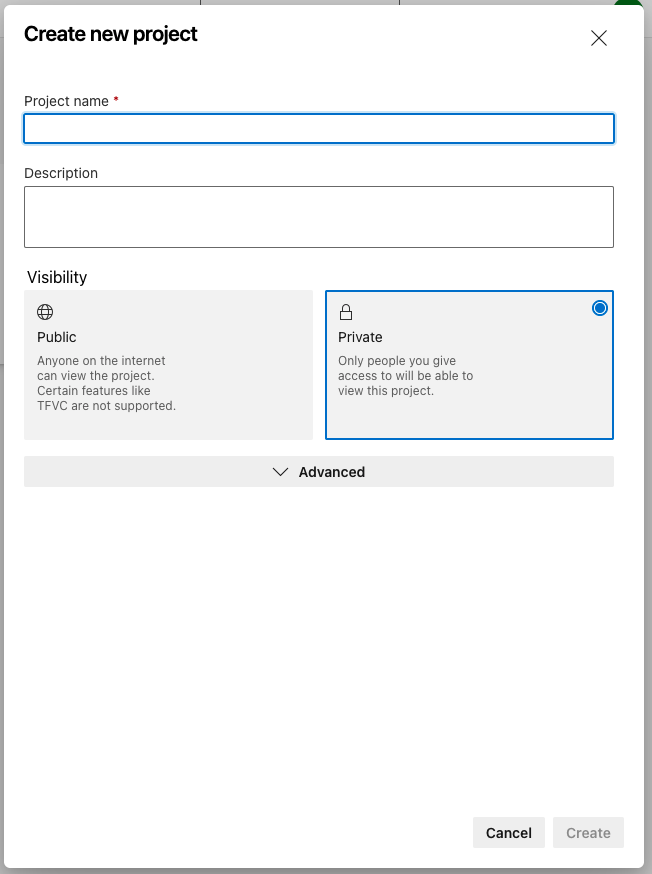 Create new project
Project name *
Description
Visibility
Public
Anyone on the internet
can view the project.
Certain features like
TFVC are not supported.
Private
Only people you give
access to will be able to
view this project.
Advanced
Cancel
Create